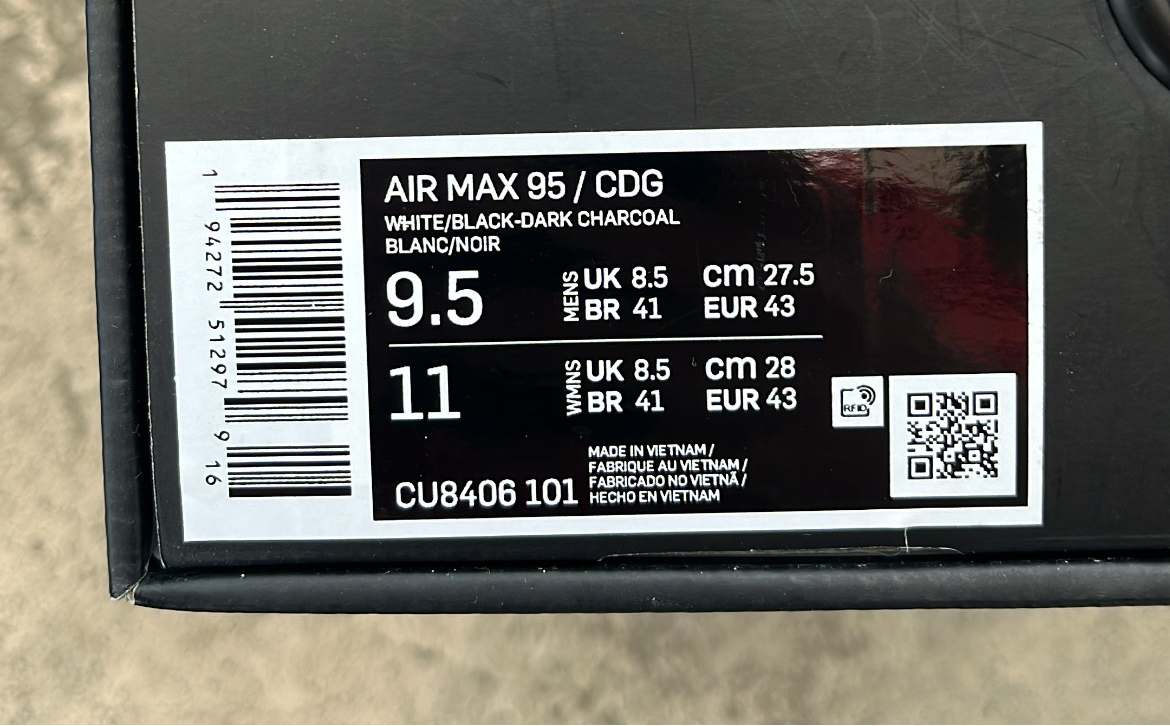 1 94272 51297 9 16
AIR MAX 95 / CDG
WHITE/BLACK-DARK CHARCOAL
BLANC/NOIR
9.5
MENS
UK 8.5 cm 27.5
BR 41 EUR 43
11
WMNS
UK 8.5 cm 28
BR 41 EUR 43
RFID
CU8406 101
MADE IN VIETNAM /
FABRIQUE AU VIETNAM /
FABRICADO NO VIETNÃ /
HECHO EN VIETNAM